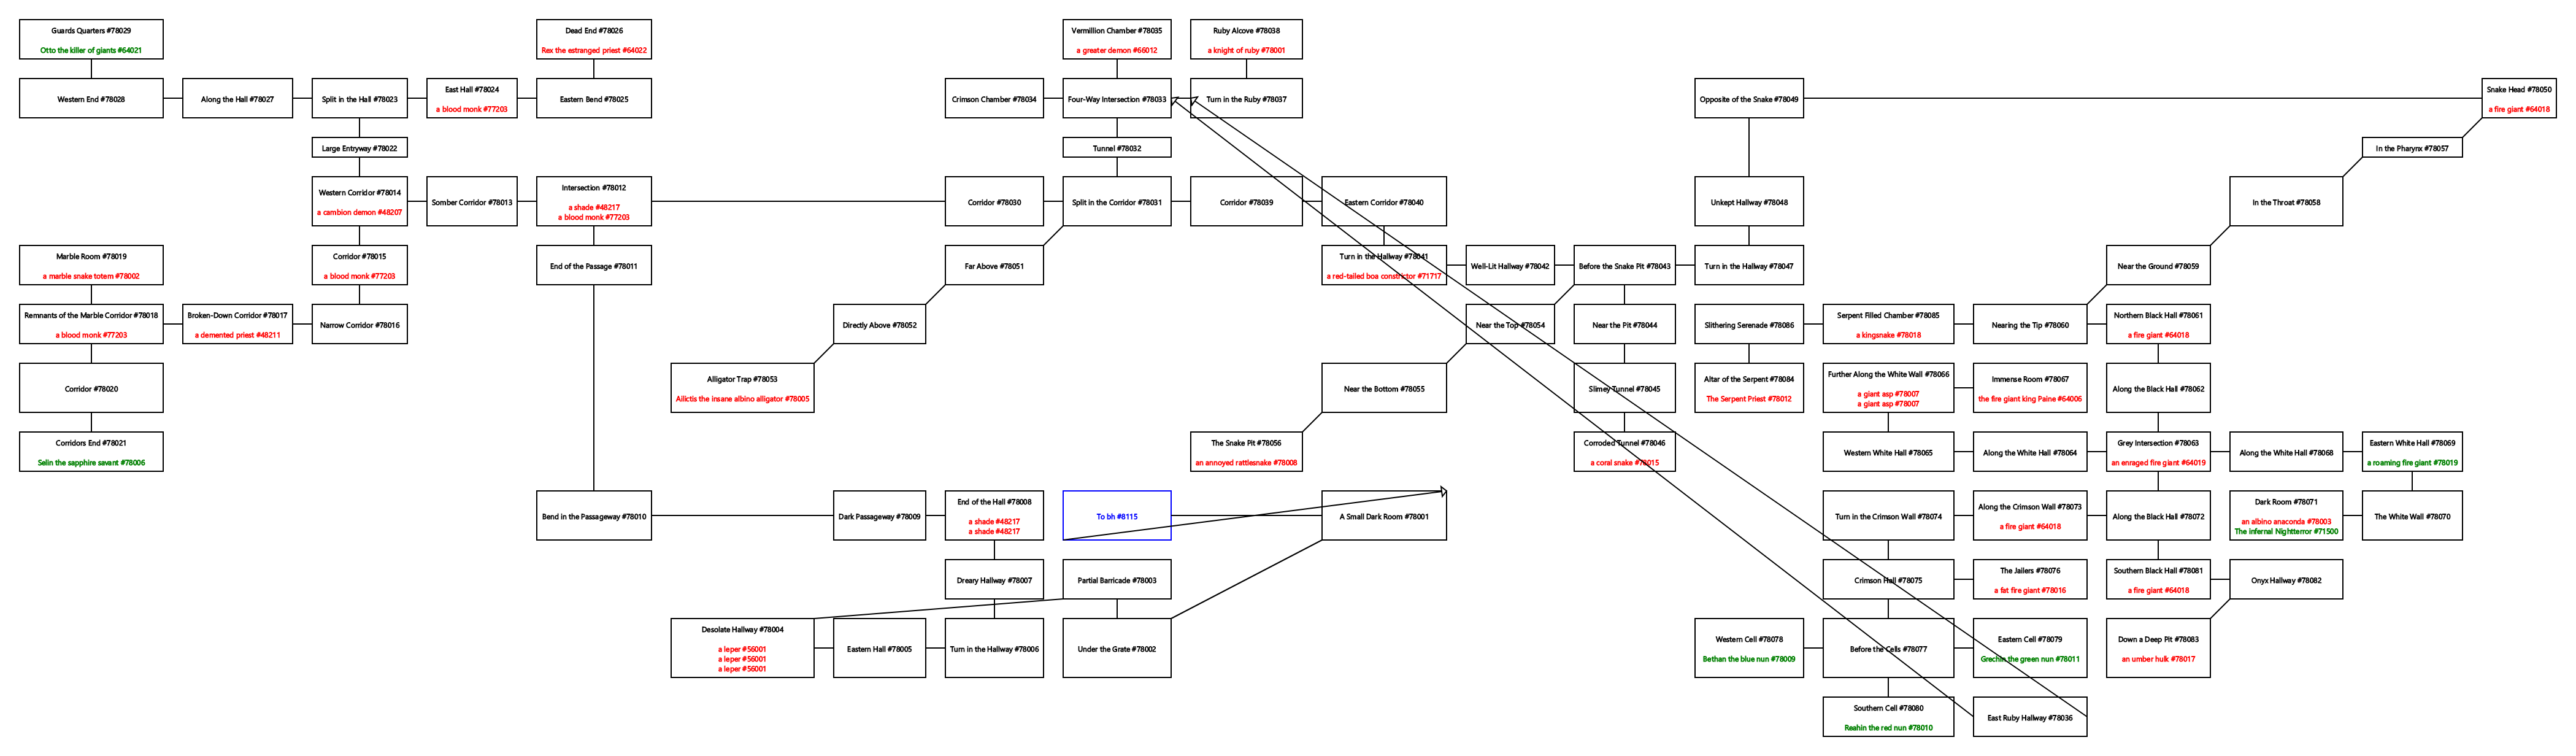 Guards Quarters #78029
Otto the killer of giants #64021
Dead End #78026
Rex the estranged priest #64022
Vermillion Chamber #78035
a greater demon #66012
Ruby Alcove #78038
a knight of ruby #78001
Western End #78028
Along the Hall #78027
Split in the Hall #78023
East Hall #78024
a blood monk #77203
Eastern Bend #78025
Crimson Chamber #78034
Four-Way Intersection #78033
Turn in the Ruby #78037
Opposite of the Snake #78049
Snake Head #78050
a fire giant #64018
Large Entryway #78022
Tunnel #78032
In the Pharynx #78057
Western Corridor #78014
a cambion demon #48207
Somber Corridor #78013
Intersection #78012
a shade #48217
a blood monk #77203
Corridor #78030
Split in the Corridor #78031
Corridor #78039
Eastern Corridor #78040
Unkept Hallway #78048
In the Throat #78058
Marble Room #78019
a marble snake totem #78002
Corridor #78015
a blood monk #77203
End of the Passage #78011
Far Above #78051
Turn in the Hallway #78041
a red-tailed boa constrictor #71717
Well-Lit Hallway #78042
Before the Snake Pit #78043
Turn in the Hallway #78047
Near the Ground #78059
Remnants of the Marble Corridor #78018
a blood monk #77203
Broken-Down Corridor #78017
a demented priest #48211
Narrow Corridor #78016
Directly Above #78052
Near the Top #78054
Near the Pit #78044
Slithering Serenade #78086
Serpent Filled Chamber #78085
a kingsnake #78018
Nearing the Tip #78060
Northern Black Hall #78061
a fire giant #64018
Corridor #78020
Alligator Trap #78053
Ailictis the insane albino alligator #78005
Near the Bottom #78055
Slimey Tunnel #78045
Altar of the Serpent #78084
The Serpent Priest #78012
Further Along the White Wall #78066
a giant asp #78007
a giant asp #78007
Immense Room #78067
the fire giant king Paine #64006
Along the Black Hall #78062
Corridors End #78021
Selin the sapphire savant #78006
The Snake Pit #78056
an annoyed rattlesnake #78008
Corroded Tunnel #78046
a coral snake #78015
Western White Hall #78065
Along the White Hall #78064
Grey Intersection #78063
an enraged fire giant #64019
Along the White Hall #78068
Eastern White Hall #78069
a roaming fire giant #78019
Bend in the Passageway #78010
Dark Passageway #78009
End of the Hall #78008
a shade #48217
a shade #48217
To bh #8115
A Small Dark Room #78001
Turn in the Crimson Wall #78074
Along the Crimson Wall #78073
a fire giant #64018
Along the Black Hall #78072
Dark Room #78071
an albino anaconda #78003
The infernal Nightterror #71500
The White Wall #78070
Dreary Hallway #78007
Partial Barricade #78003
Crimson Hall #78075
The Jailers #78076
a fat fire giant #78016
Southern Black Hall #78081
a fire giant #64018
Onyx Hallway #78082
Desolate Hallway #78004
a leper #56001
a leper #56001
a leper #56001
Eastern Hall #78005
Turn in the Hallway #78006
Under the Grate #78002
Western Cell #78078
Bethan the blue nun #78009
Before the Cells #78077
Eastern Cell #78079
Grechin the green nun #78011
Down a Deep Pit #78083
an umber hulk #78017
Southern Cell #78080
Reahin the red nun #78010
East Ruby Hallway #78036